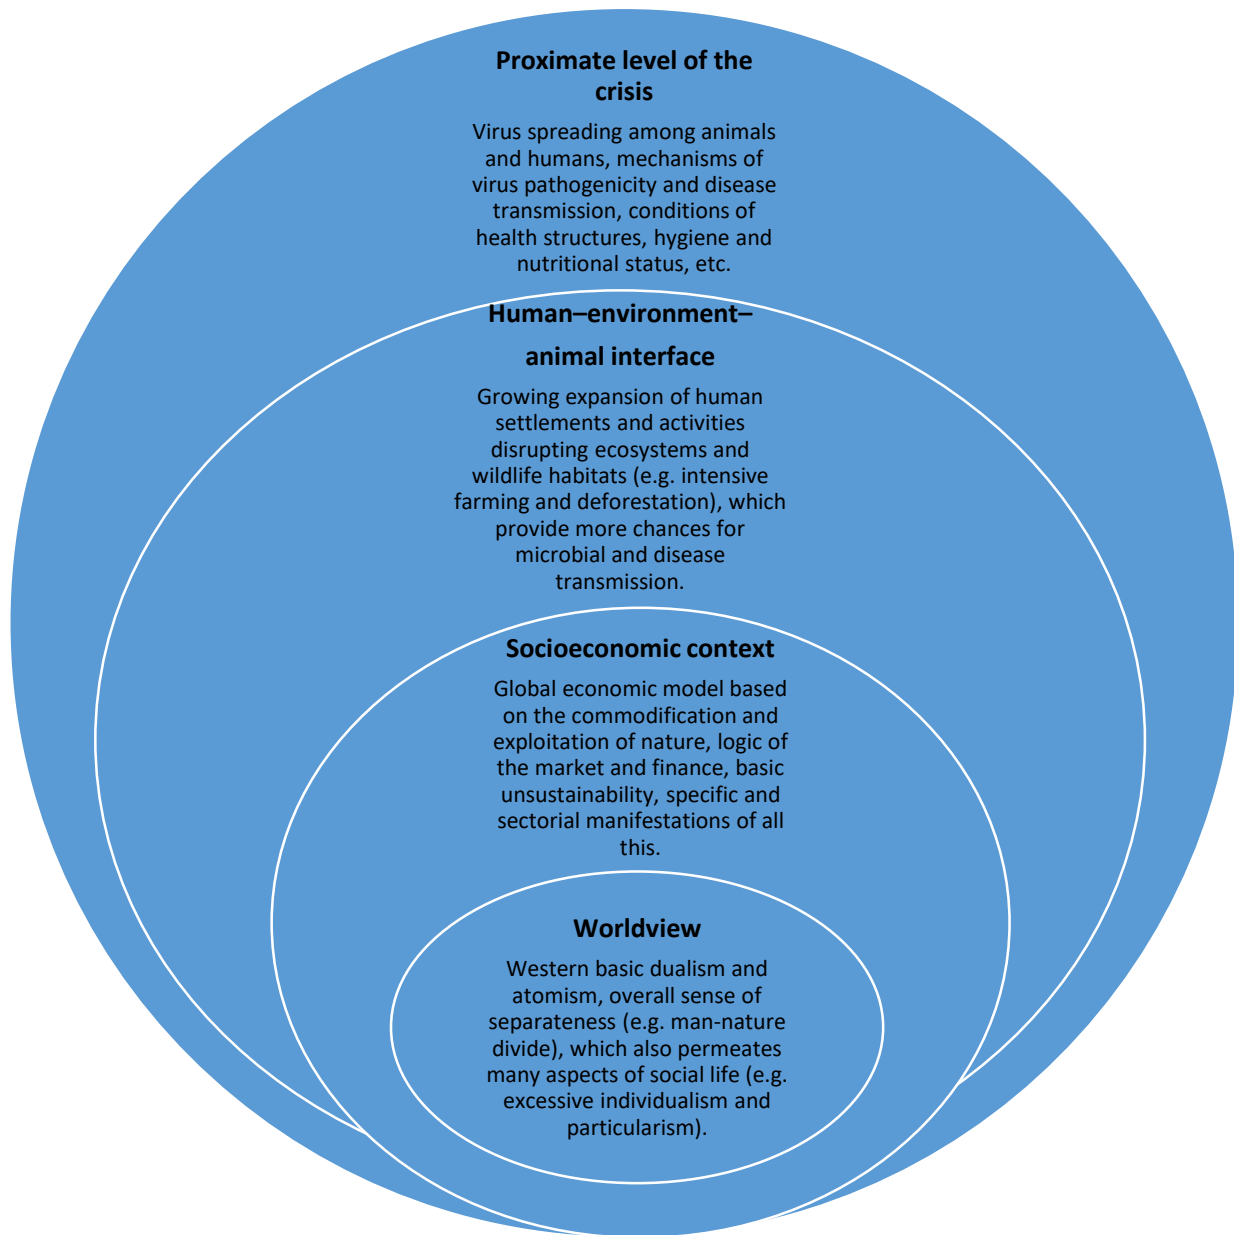 Proximate level of the
crisis
Virus spreading among animals
and humans, mechanisms of
virus pathogenicity and disease
transmission, conditions of
health structures, hygiene and
nutritional status, etc.
Human–environment–
animal interface
Growing expansion of human
settlements and activities
disrupting ecosystems and
wildlife habitats (e.g. intensive
farming and deforestation), which
provide more chances for
microbial and disease
transmission.
Socioeconomic context
Global economic model based
on the commodification and
exploitation of nature, logic of
the market and finance, basic
unsustainability, specific and
sectorial manifestations of all
this.
Worldview
Western basic dualism and
atomism, overall sense of
separateness (e.g. man-nature
divide), which also permeates
many aspects of social life (e.g.
excessive individualism and
particularism).